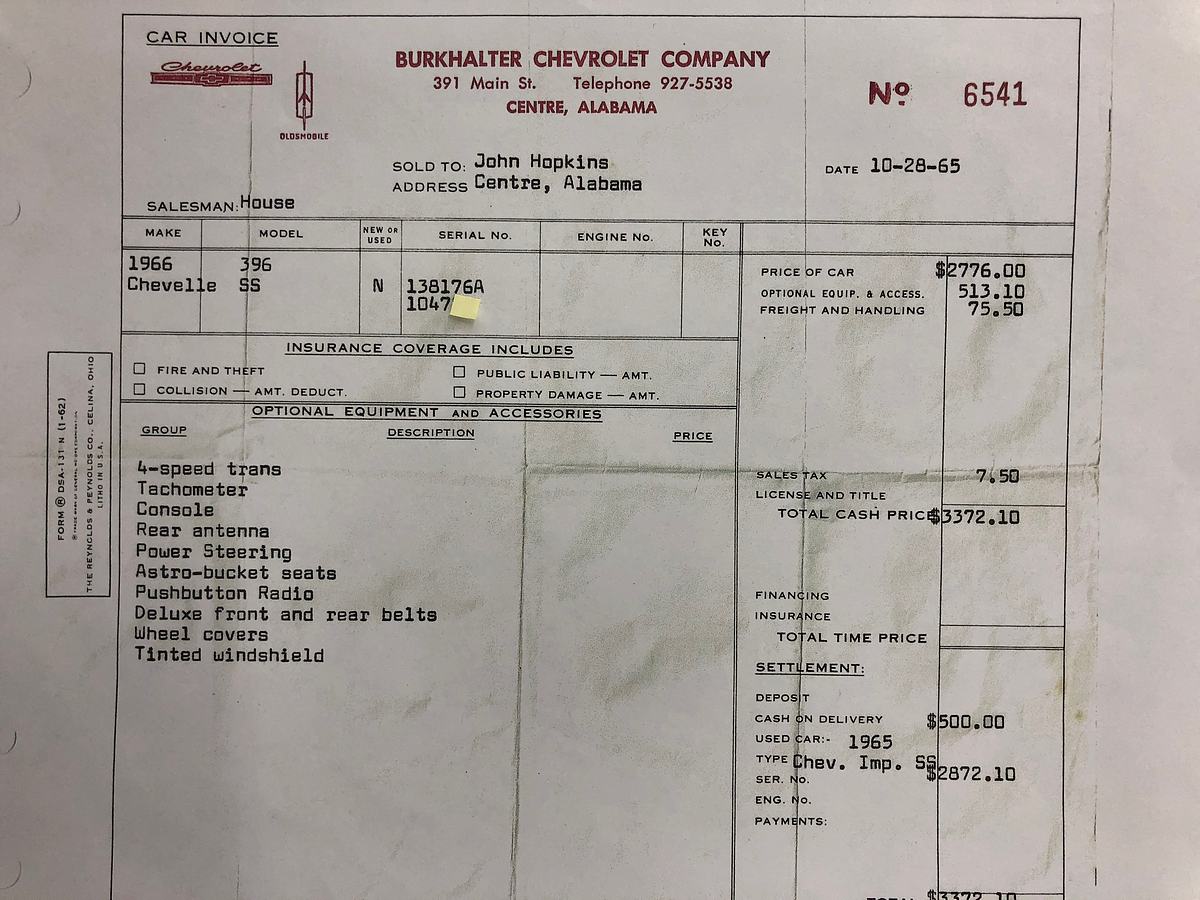 CAR INVOICE
Chevrolet
OLDSMOBILE
BURKHALTER CHEVROLET COMPANY
391 Main St. Telephone 927-5538
CENTRE, ALABAMA
Nº 6541
SOLD TO: John Hopkins
ADDRESS Centre, Alabama
DATE 10-28-65
SALESMAN: House
MAKE MODEL NEW OR USED SERIAL No. ENGINE No. KEY No.
1966 396
Chevelle SS N 138176A
1047
PRICE OF CAR $2776.00
OPTIONAL EQUIP. & ACCESS. 513.10
FREIGHT AND HANDLING 75.50
INSURANCE COVERAGE INCLUDES
FIRE AND THEFT PUBLIC LIABILITY — AMT.
COLLISION — AMT. DEDUCT. PROPERTY DAMAGE — AMT.
OPTIONAL EQUIPMENT AND ACCESSORIES
GROUP DESCRIPTION PRICE
4-speed trans
Tachometer
Console
Rear antenna
Power Steering
Astro-bucket seats
Pushbutton Radio
Deluxe front and rear belts
Wheel covers
Tinted windshield
SALES TAX 7.50
LICENSE AND TITLE
TOTAL CASH PRICE $3372.10
FINANCING
INSURANCE
TOTAL TIME PRICE
SETTLEMENT:
DEPOSIT
CASH ON DELIVERY $500.00
USED CAR:- 1965
TYPE Chev. Imp. SS
SER. No. $2872.10
ENG. No.
PAYMENTS:
TOTAL $3372.10
FORM ® DSA-131 N (1-62)
THE REYNOLDS & REYNOLDS CO., CELINA, OHIO
LITHO IN U.S.A.